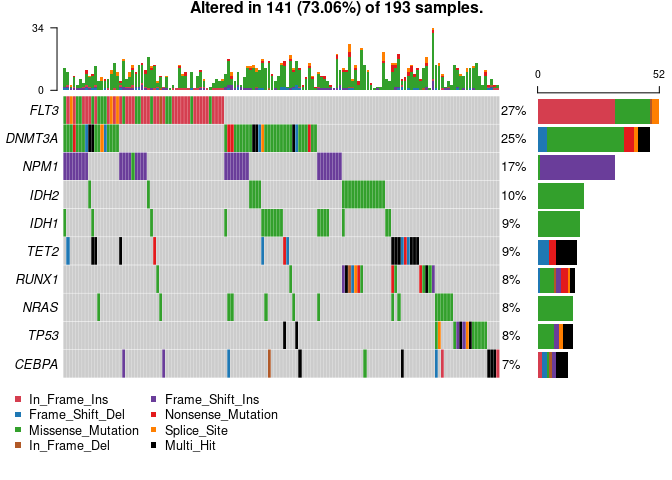 Altered in 141 (73.06%) of 193 samples.
34
0
0 52
FLT3 27%
DNMT3A 25%
NPM1 17%
IDH2 10%
IDH1 9%
TET2 9%
RUNX1 8%
NRAS 8%
TP53 8%
CEBPA 7%
In_Frame_Ins Frame_Shift_Ins
Frame_Shift_Del Nonsense_Mutation
Missense_Mutation Splice_Site
In_Frame_Del Multi_Hit